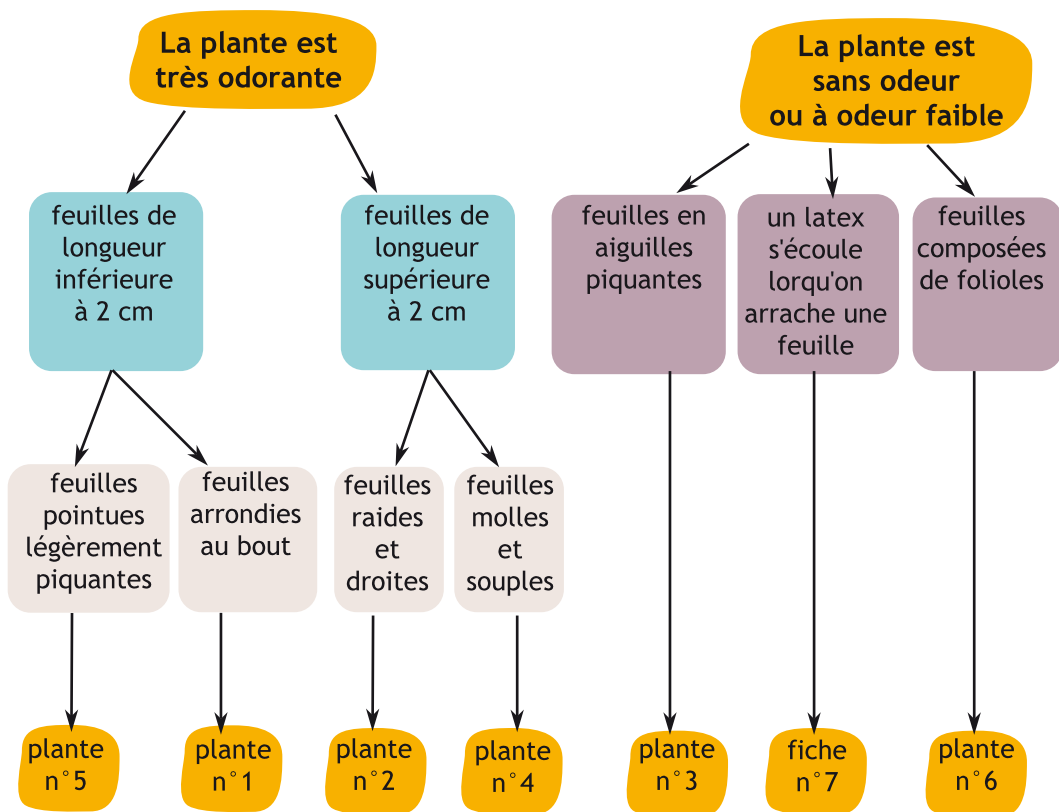 La plante est
très odorante
La plante est
sans odeur
ou à odeur faible
feuilles de
longueur
inférieure
à 2 cm
feuilles de
longueur
supérieure
à 2 cm
feuilles en
aiguilles
piquantes
un latex
s'écoule
lorqu'on
arrache une
feuille
feuilles
composées
de folioles
feuilles
pointues
légèrement
piquantes
feuilles
arrondies
au bout
feuilles
raides
et
droites
feuilles
molles
et
souples
plante
n°5
plante
n°1
plante
n°2
plante
n°4
plante
n°3
fiche
n°7
plante
n°6